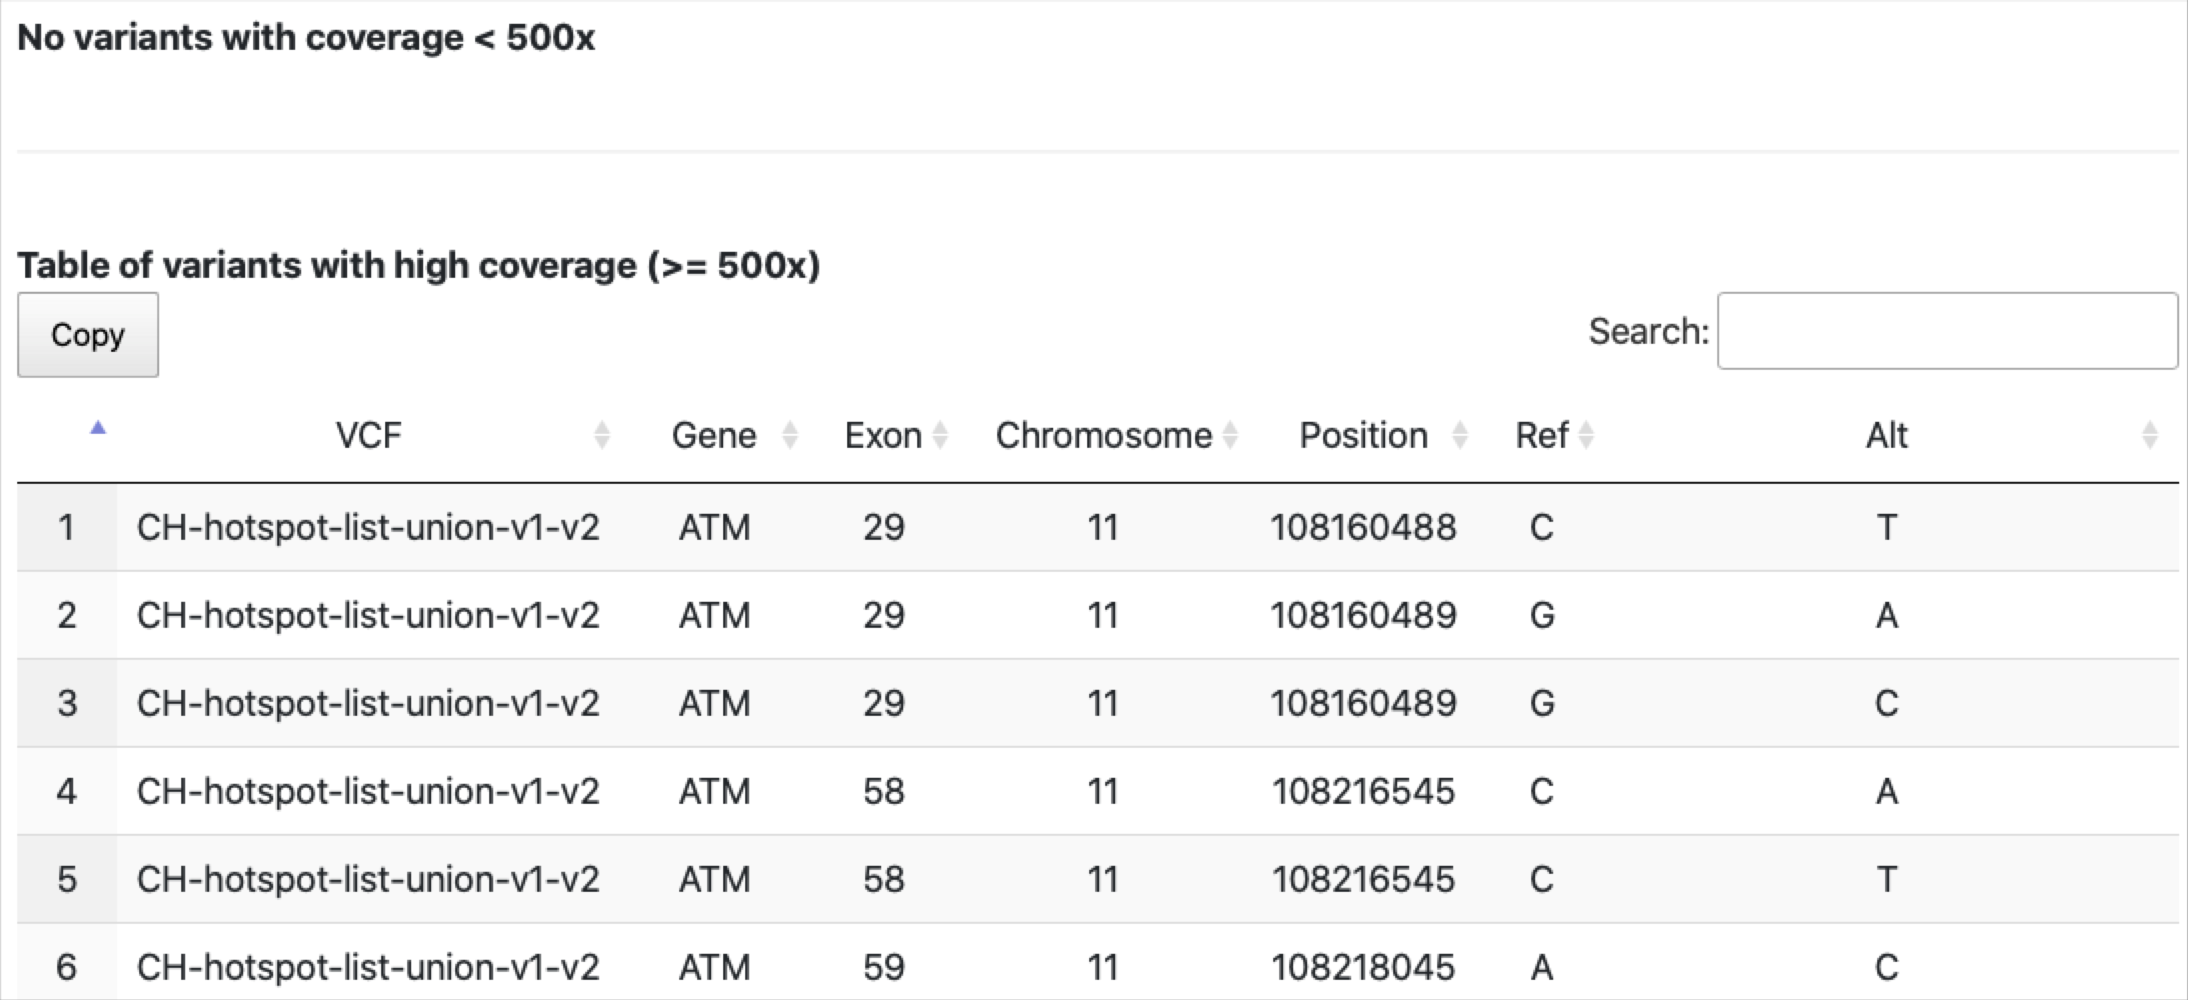 No variants with coverage < 500x
Table of variants with high coverage (>= 500x)
Copy Search:
VCF Gene Exon Chromosome Position Ref Alt
1 CH-hotspot-list-union-v1-v2 ATM 29 11 108160488 C T
2 CH-hotspot-list-union-v1-v2 ATM 29 11 108160489 G A
3 CH-hotspot-list-union-v1-v2 ATM 29 11 108160489 G C
4 CH-hotspot-list-union-v1-v2 ATM 58 11 108216545 C A
5 CH-hotspot-list-union-v1-v2 ATM 58 11 108216545 C T
6 CH-hotspot-list-union-v1-v2 ATM 59 11 108218045 A C